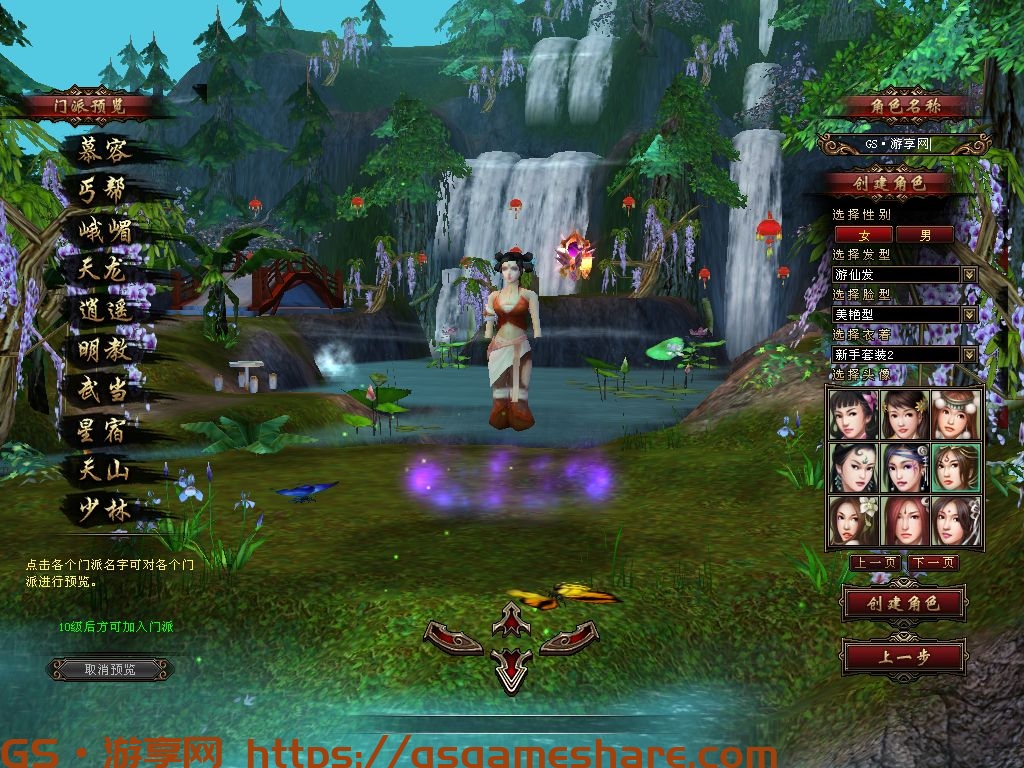 门派预览
慕容
丐帮
峨嵋
天龙
逍遥
明教
武当
星宿
天山
少林
点击各个门派名字可对各个门
派进行预览。
10级后方可加入门派
取消预览
角色名称
GS·游享网
创建角色
选择性别
女 男
选择发型
游仙发
选择脸型
美艳型
选择衣着
新手套装2
选择头像
上一页 下一页
创建角色
上一步
GS·游享网 https://gsgameshare.com